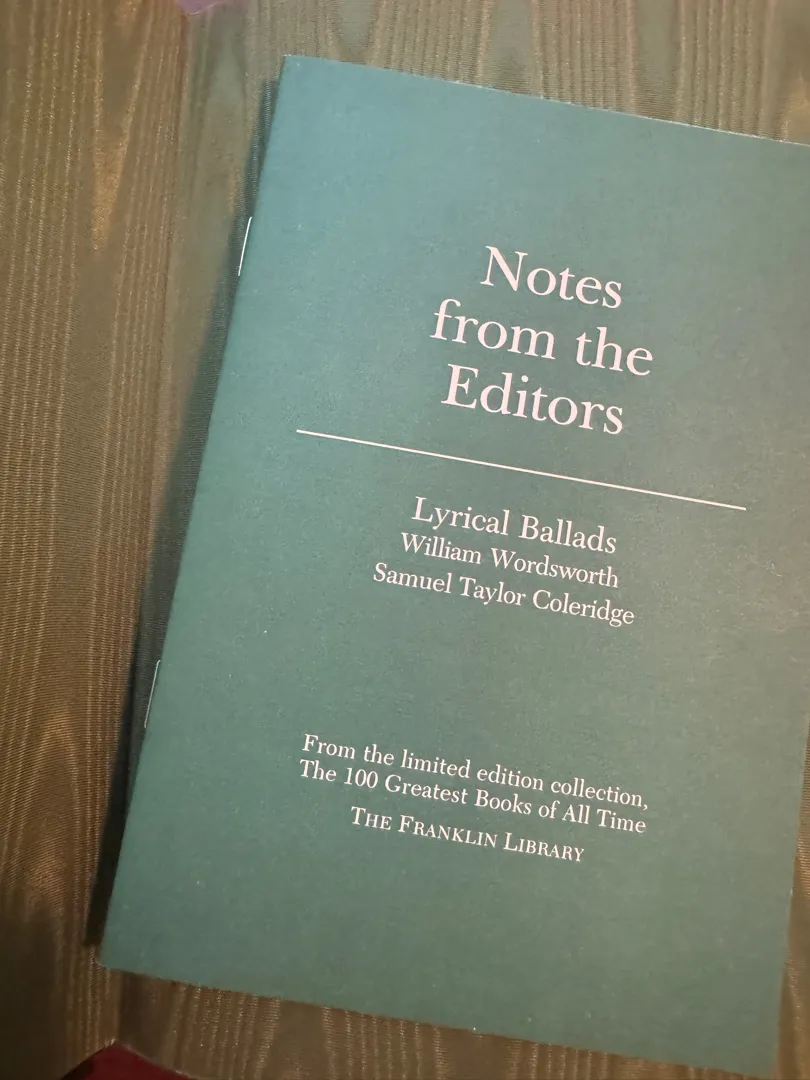 Notes
from the
Editors
Lyrical Ballads
William Wordsworth
Samuel Taylor Coleridge
From the limited edition collection,
The 100 Greatest Books of All Time
THE FRANKLIN LIBRARY